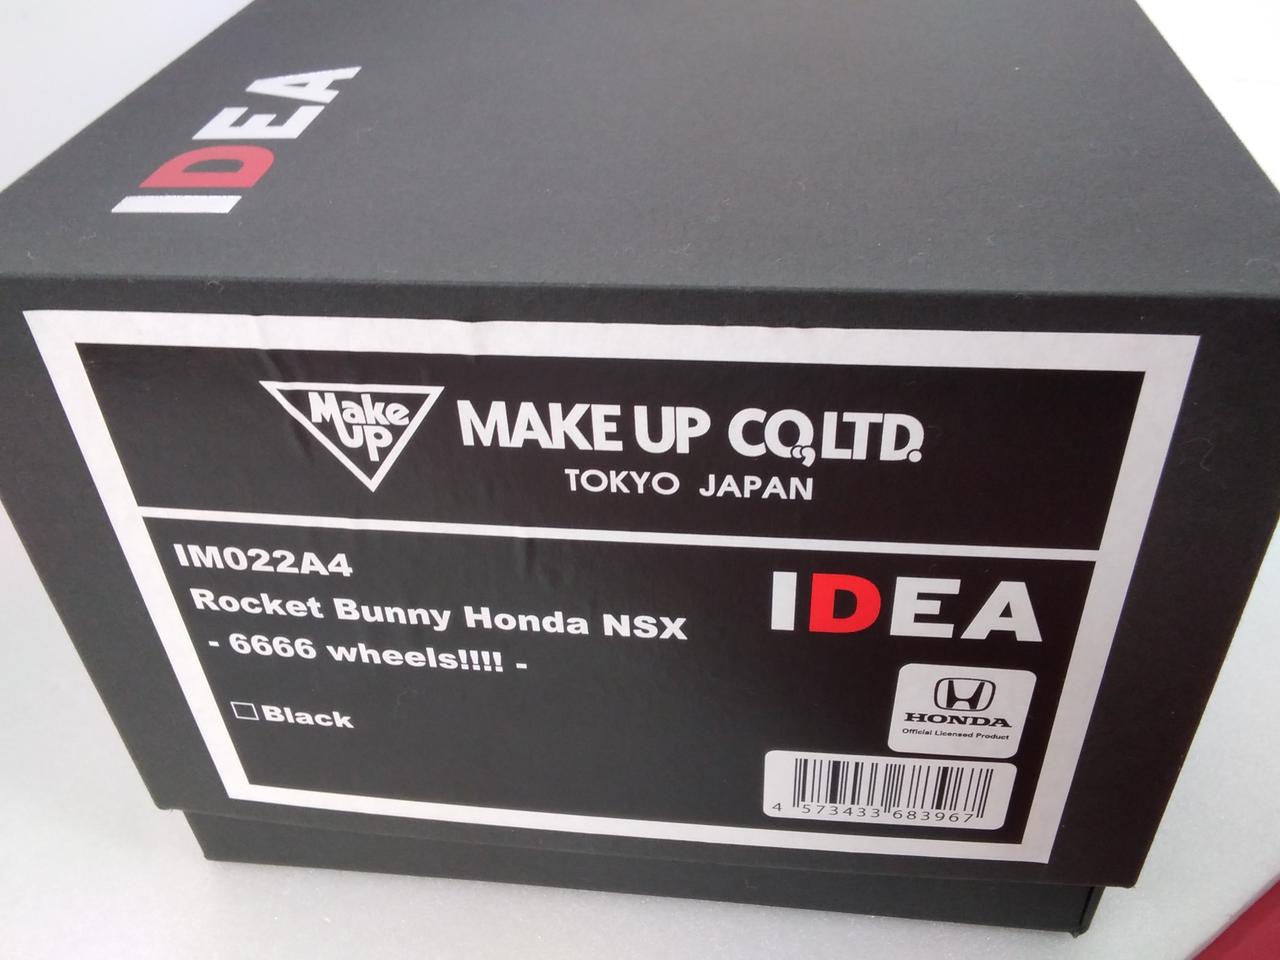 IDEA
Make
up
MAKE UP CO.,LTD.
TOKYO JAPAN
IM022A4
Rocket Bunny Honda NSX
- 6666 wheels!!!! -
□Black
IDEA
HONDA
Official Licensed Product
4 573433 683967